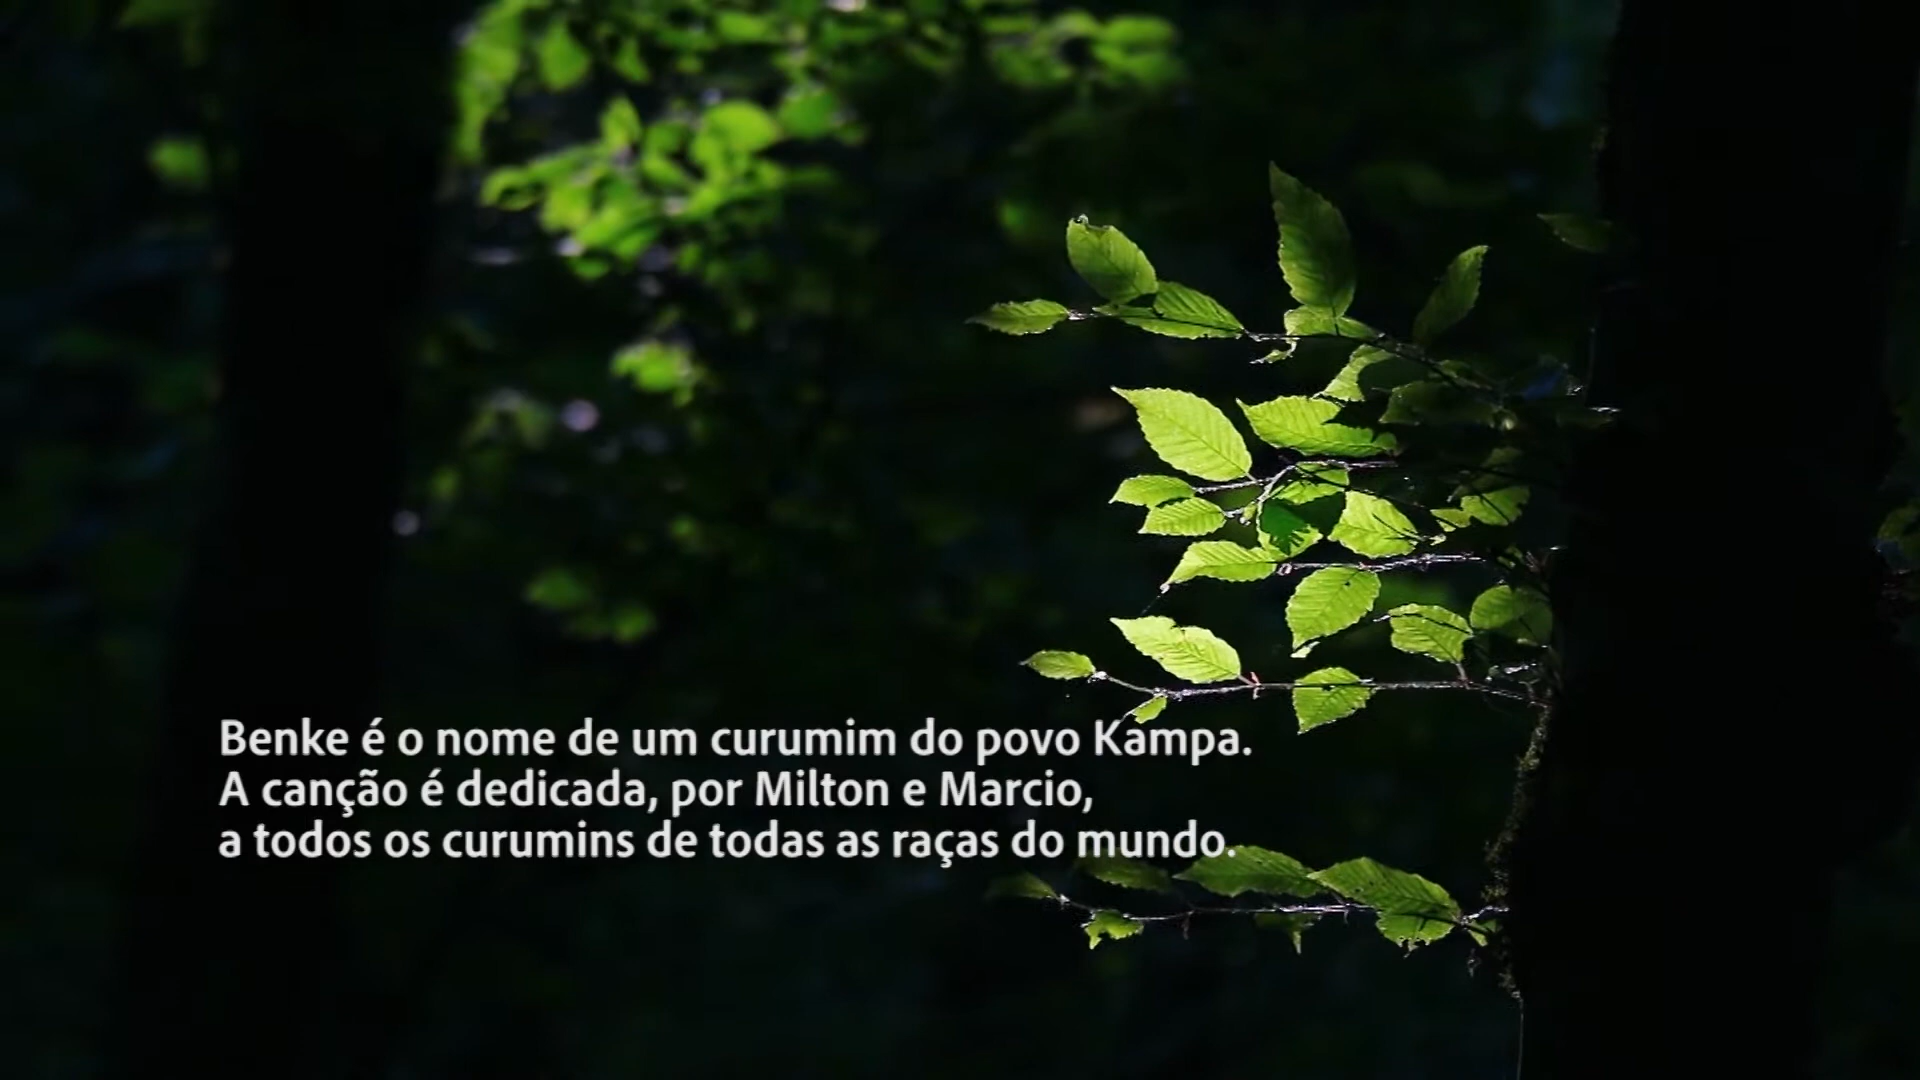 Benke é o nome de um curumim do povo Kampa.
A canção é dedicada, por Milton e Marcio,
a todos os curumins de todas as raças do mundo.